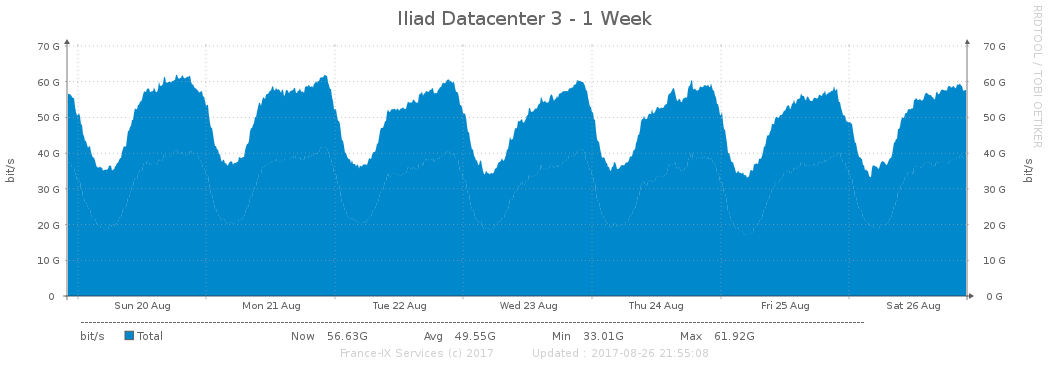 Iliad Datacenter 3 - 1 Week
RRDTOOL / TOBI OETIKER
70 G 70 G
60 G 60 G
50 G 50 G
40 G 40 G
30 G 30 G
20 G 20 G
10 G 10 G
0 0 G
bit/s bit/s
Sun 20 Aug Mon 21 Aug Tue 22 Aug Wed 23 Aug Thu 24 Aug Fri 25 Aug Sat 26 Aug
bit/s Total Now 56.63G Avg 49.55G Min 33.01G Max 61.92G
France-IX Services (c) 2017 Updated : 2017-08-26 21:55:08